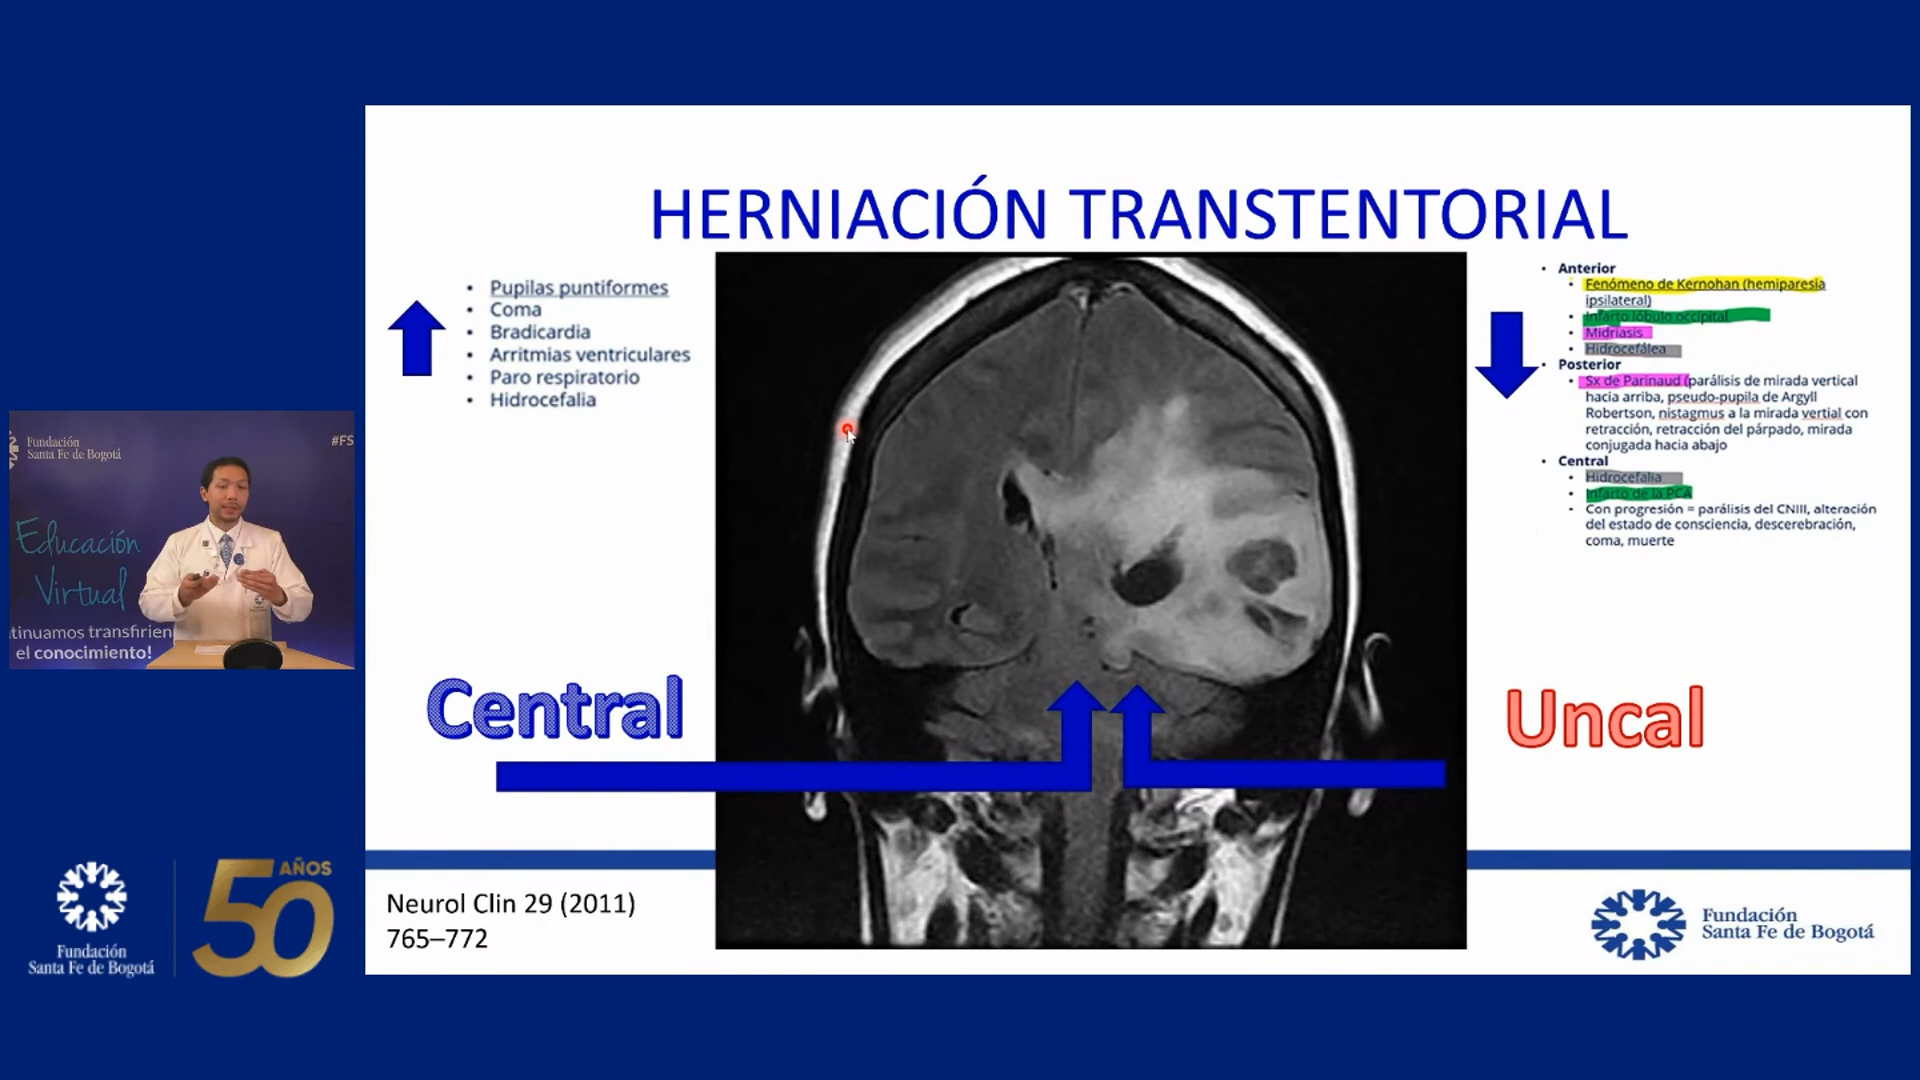 HERNIACIÓN TRANSTENTORIAL
• Pupilas puntiformes
• Coma
• Bradicardia
• Arritmias ventriculares
• Paro respiratorio
• Hidrocefalia
• Anterior
• Fenómeno de Kernohan (hemiparesia
ipsilateral)
• Infarto lóbulo occipital
• Midriasis
• Hidrocefálea
• Posterior
• Sx de Parinaud (parálisis de mirada vertical
hacia arriba, pseudo-pupila de Argyll
Robertson, nistagmus a la mirada vertial con
retracción, retracción del párpado, mirada
conjugada hacia abajo
• Central
• Hidrocefalia
• Infarto de la PCA
• Con progresión = parálisis del CNIII, alteración
del estado de consciencia, descerebración,
coma, muerte
Central
Uncal
Neurol Clin 29 (2011)
765–772
Fundación
Santa Fe de Bogotá
Fundación
Santa Fe de Bogotá
#FS
Educación
Virtual
tinuamos transfirien
el conocimiento!
Fundación
Santa Fe de Bogotá
50 AÑOS